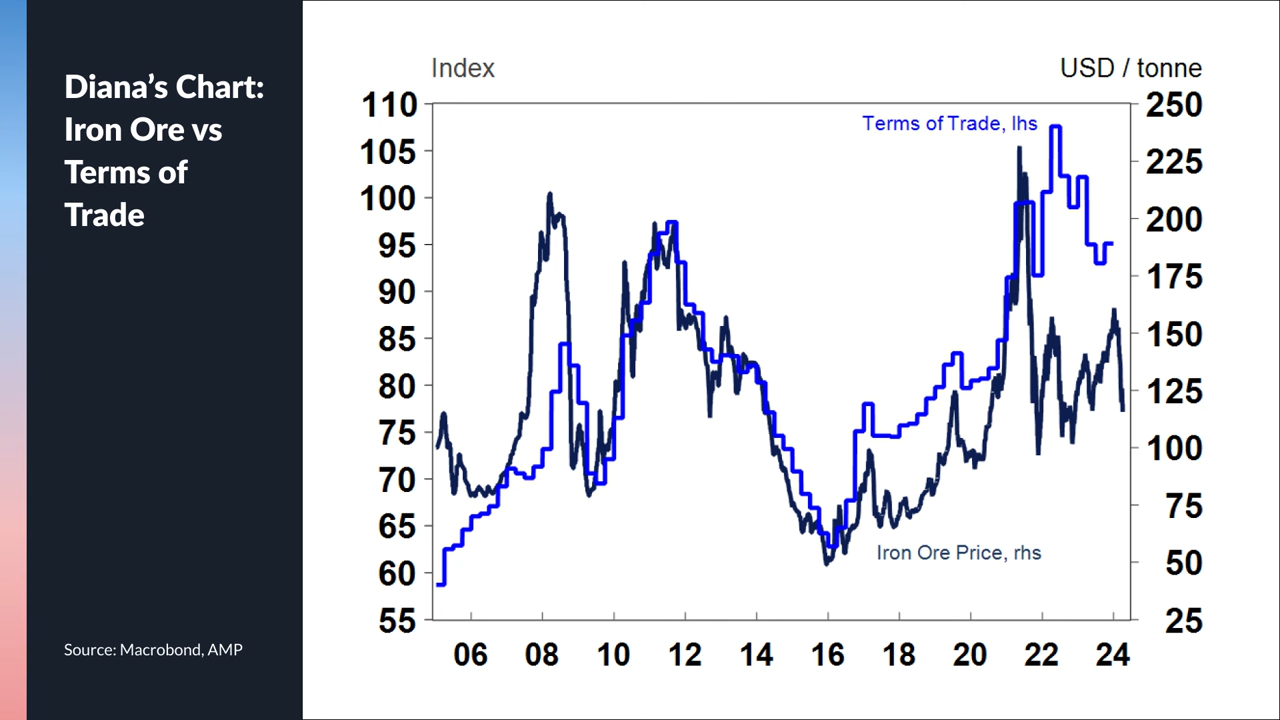 Diana’s Chart:
Iron Ore vs
Terms of
Trade
Source: Macrobond, AMP
Index
USD / tonne
110
105
100
95
90
85
80
75
70
65
60
55
Terms of Trade, lhs
Iron Ore Price, rhs
250
225
200
175
150
125
100
75
50
25
06 08 10 12 14 16 18 20 22 24